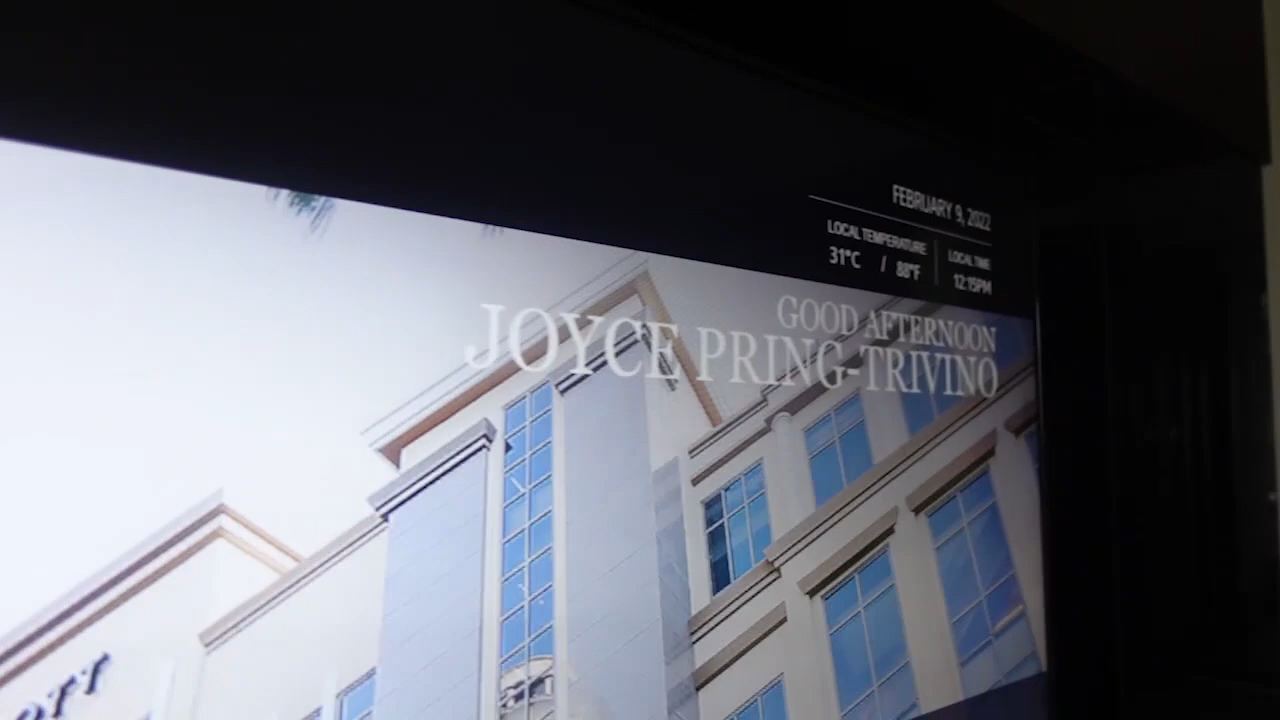 FEBRUARY 9, 2022
LOCAL TEMPERATURE
31°C / 88°F
LOCAL TIME
12:15PM
GOOD AFTERNOON
JOYCE PRING-TRIVINO